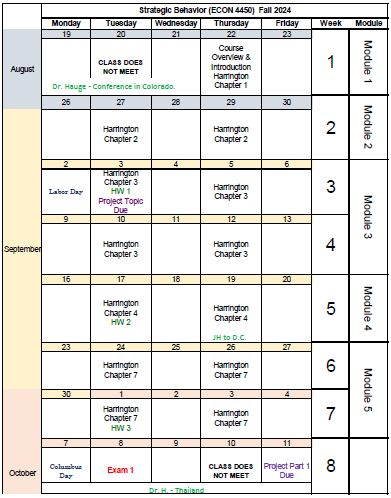 Strategic Behavior (ECON 4450) Fall 2024
Monday Tuesday Wednesday Thursday Friday Week Module
August
19 20 21 22 23
CLASS DOES
NOT MEET
Course
Overview &
Introduction
Harrington
Chapter 1
Dr. Hauge - Conference in Colorado.
1
Module 1
26 27 28 29 30
Harrington
Chapter 2
Harrington
Chapter 2
2
Module 2
September
2 3 4 5 6
Labor Day
Harrington
Chapter 3
HW 1
Project Topic
Due
Harrington
Chapter 3
3
Module 3
9 10 11 12 13
Harrington
Chapter 3
Harrington
Chapter 3
4
16 17 18 19 20
Harrington
Chapter 4
HW 2
Harrington
Chapter 4
JH to D.C.
5
Module 4
23 24 25 26 27
Harrington
Chapter 7
Harrington
Chapter 7
6
Module 5
30 1 2 3 4
Harrington
Chapter 7
HW 3
Harrington
Chapter 7
7
October
7 8 9 10 11
Columbus
Day
Exam 1
CLASS DOES
NOT MEET
Project Part 1
Due
Dr. H. - Thailand
8